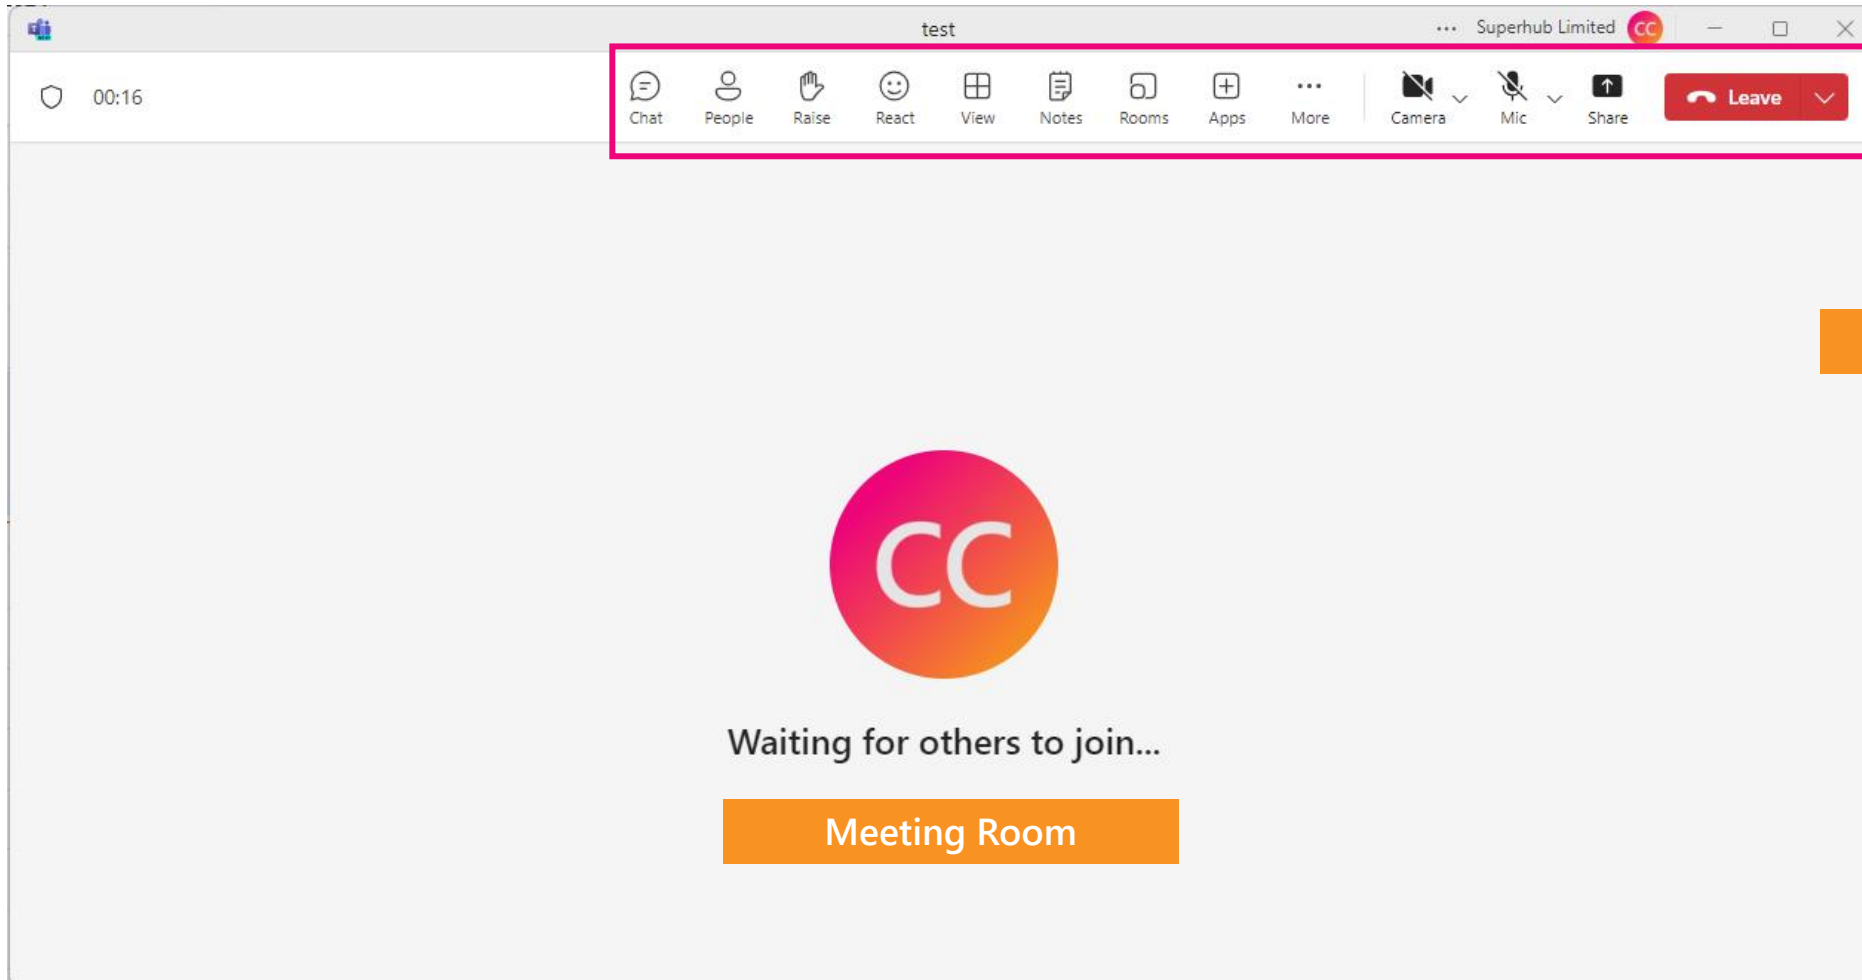 test
... Superhub Limited CC
00:16
Chat People Raise React View Notes Rooms Apps More Camera Mic Share Leave
CC
Waiting for others to join...
Meeting Room